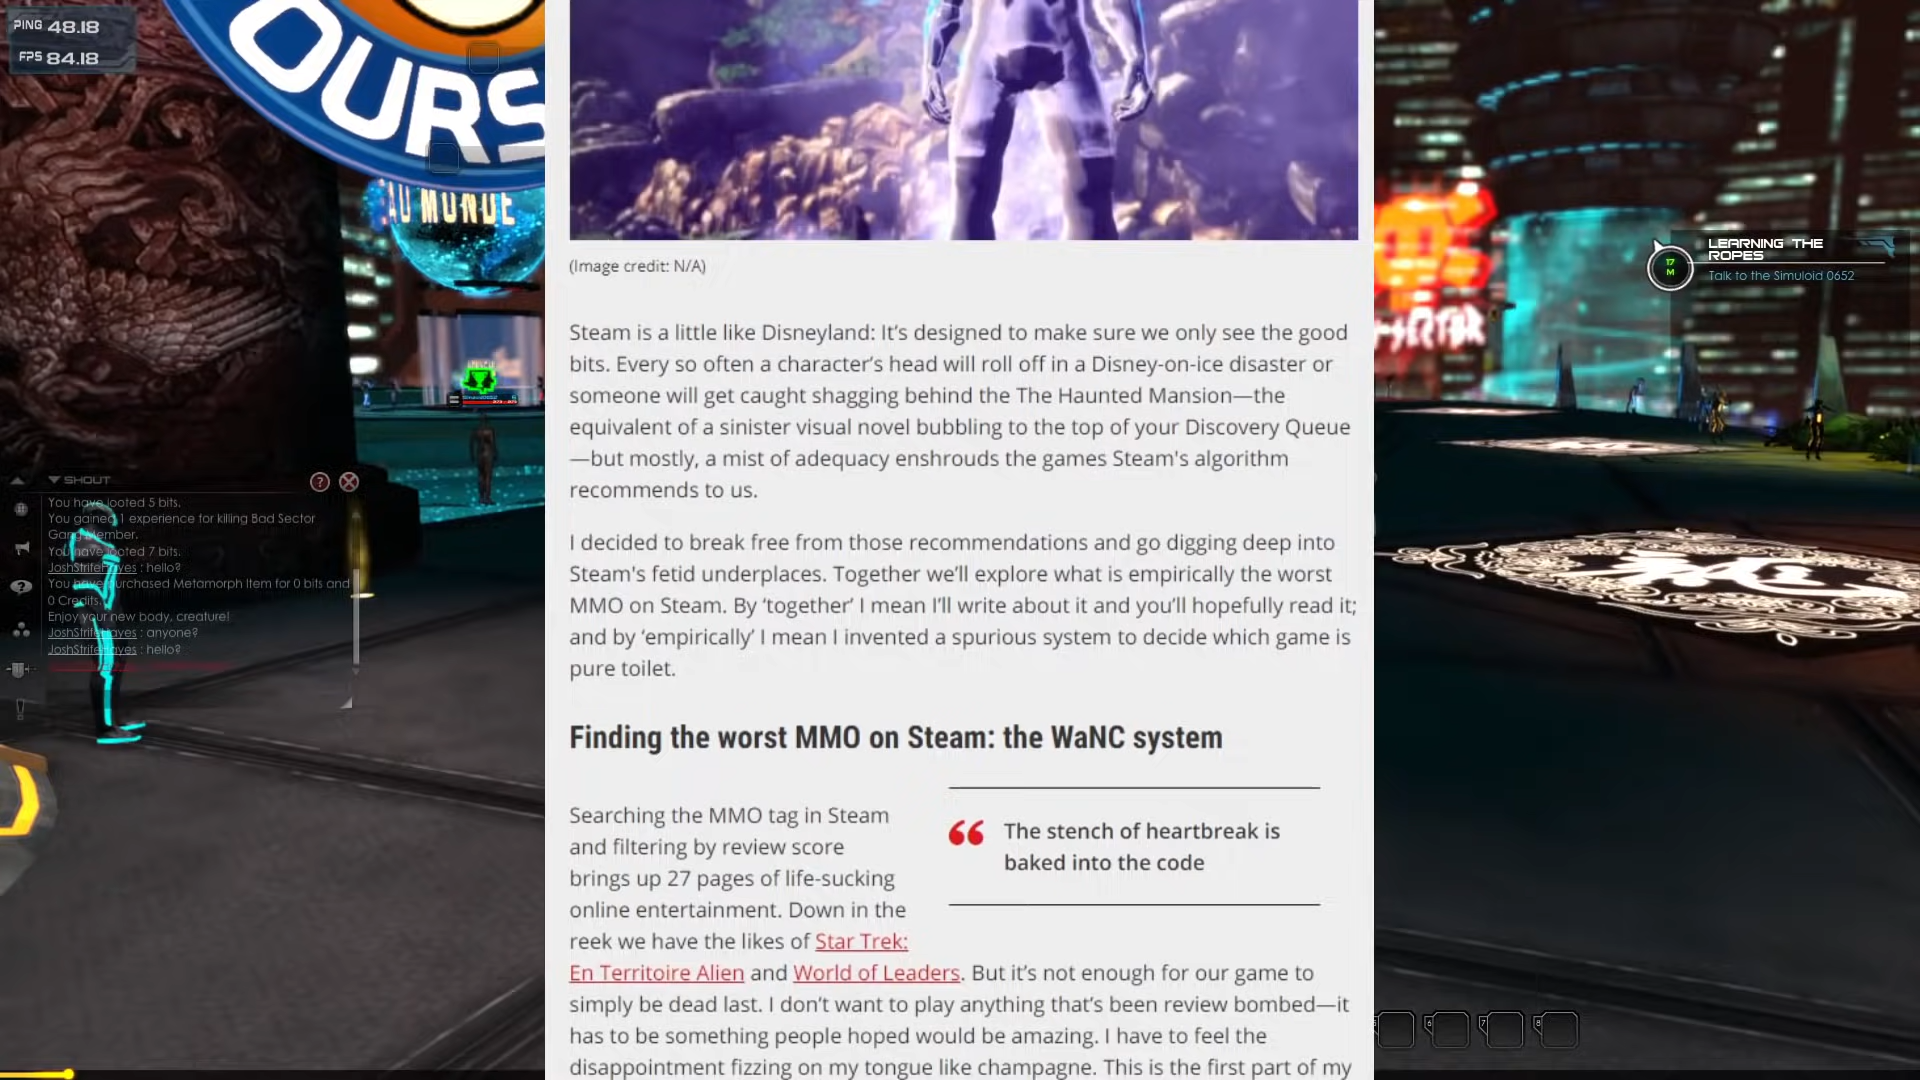 PING 48.18
FPS 84.18
OURS
AU MONDE
SHOUT
You have looted 5 bits.
You gained 1 experience for killing Bad Sector
Gang Member.
You have looted 7 bits.
JoshStrifeHayes : hello?
You have purchased Metamorph Item for 0 bits and
0 Credits.
Enjoy your new body, creature!
JoshStrifeHayes : anyone?
JoshStrifeHayes : hello?
(Image credit: N/A)
Steam is a little like Disneyland: It’s designed to make sure we only see the good
bits. Every so often a character’s head will roll off in a Disney-on-ice disaster or
someone will get caught shagging behind the The Haunted Mansion—the
equivalent of a sinister visual novel bubbling to the top of your Discovery Queue
—but mostly, a mist of adequacy enshrouds the games Steam's algorithm
recommends to us.
I decided to break free from those recommendations and go digging deep into
Steam's fetid underplaces. Together we’ll explore what is empirically the worst
MMO on Steam. By ‘together’ I mean I’ll write about it and you’ll hopefully read it;
and by ‘empirically’ I mean I invented a spurious system to decide which game is
pure toilet.
Finding the worst MMO on Steam: the WaNC system
Searching the MMO tag in Steam
and filtering by review score
brings up 27 pages of life-sucking
online entertainment. Down in the
reek we have the likes of Star Trek:
En Territoire Alien and World of Leaders. But it’s not enough for our game to
simply be dead last. I don’t want to play anything that’s been review bombed—it
has to be something people hoped would be amazing. I have to feel the
disappointment fizzing on my tongue like champagne. This is the first part of my
“ The stench of heartbreak is
baked into the code
17
M
LEARNING THE
ROPES
Talk to the Simuloid 0652
6
7
8